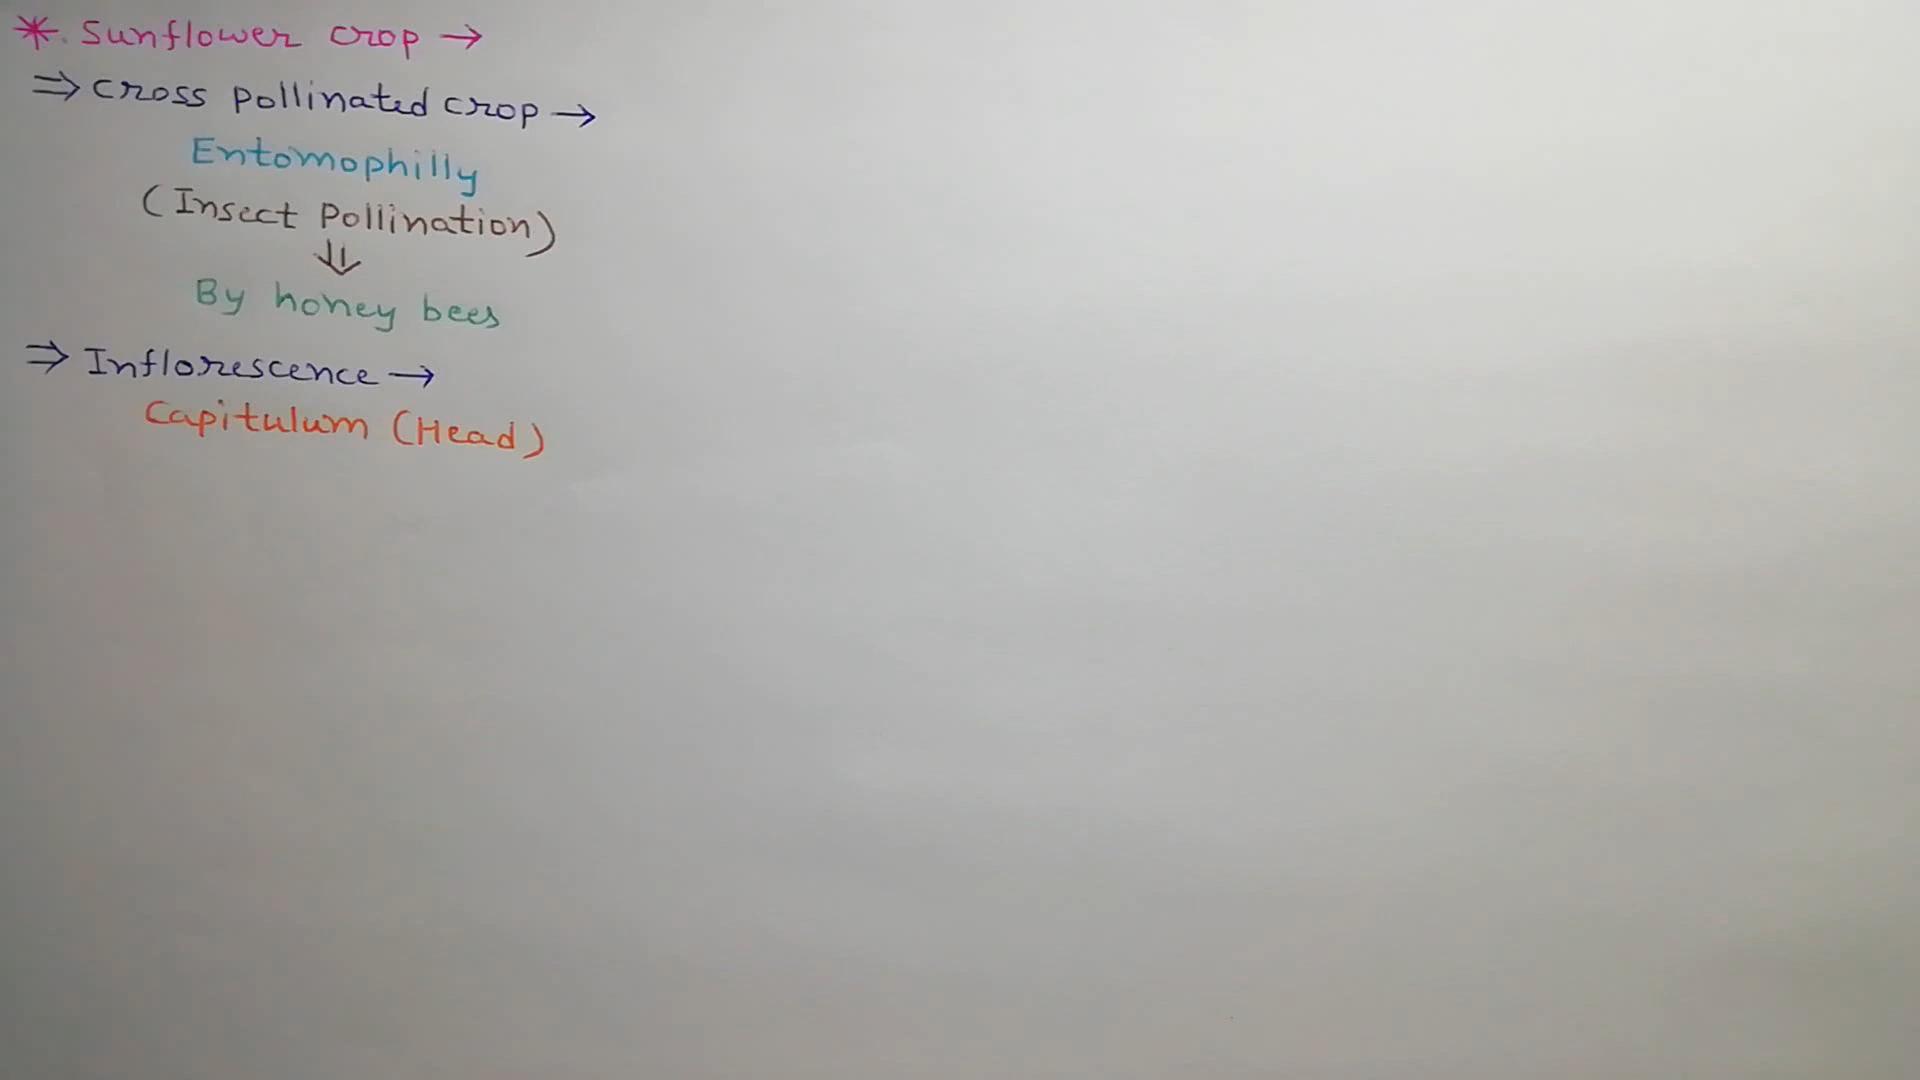 * Sunflower crop →
⇒ Cross pollinated crop →
Entomophilly
(Insect Pollination)
⇓
By honey bees
⇒ Inflorescence →
Capitulum (Head)